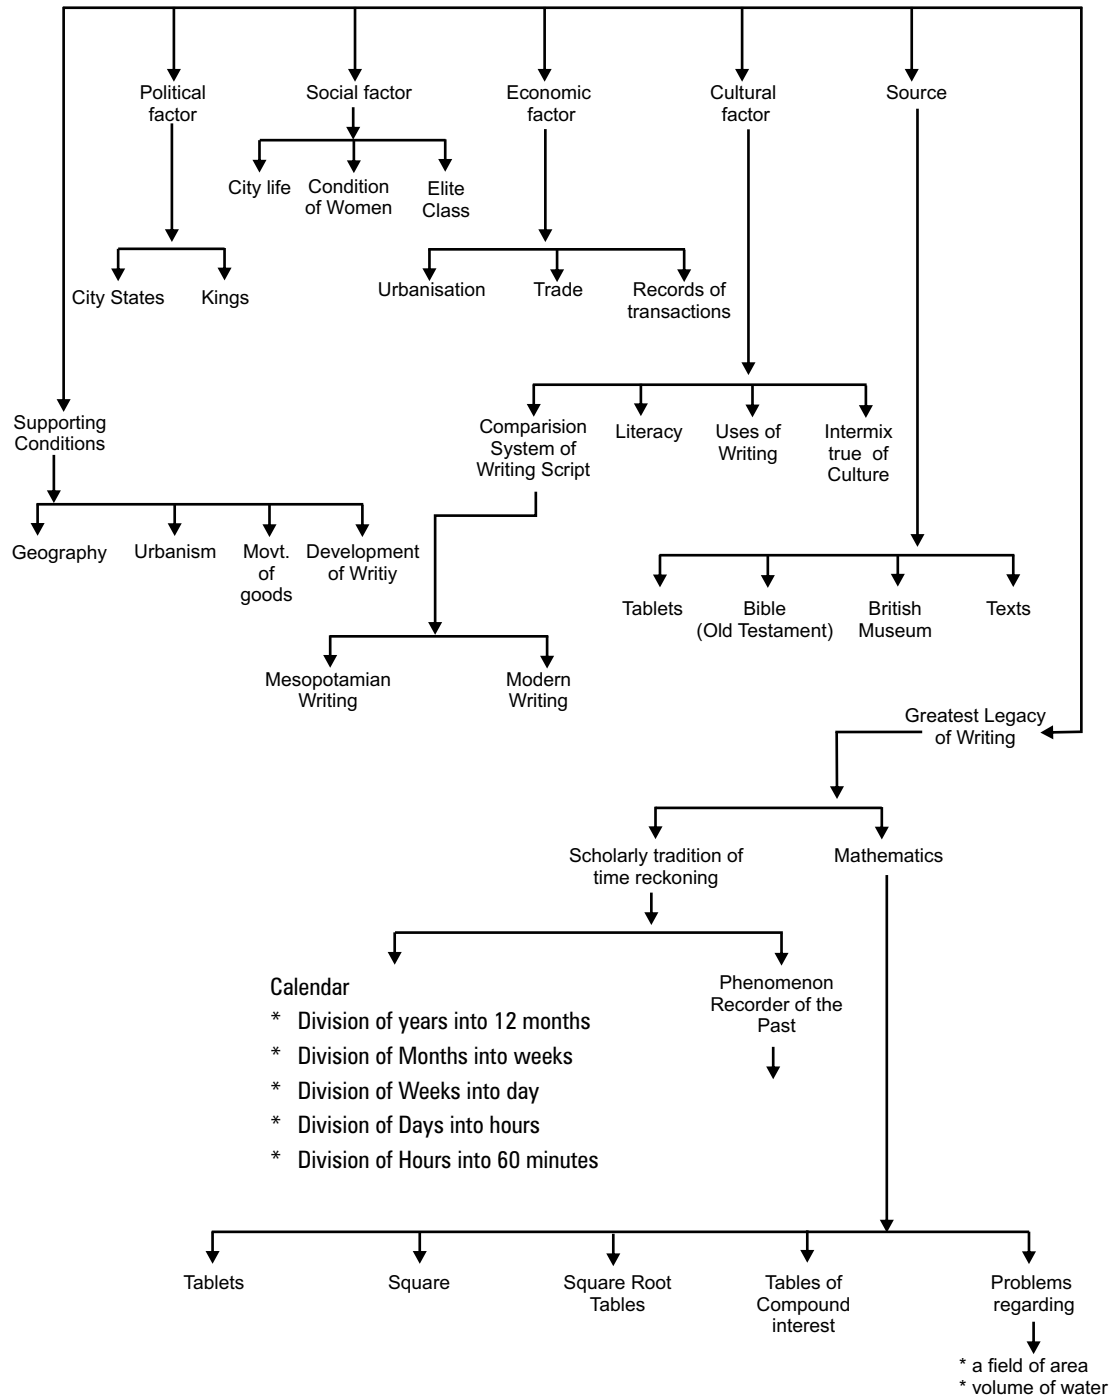 Political
factor
Social factor
Economic
factor
Cultural
factor
Source
City life
Condition
of Women
Elite
Class
City States
Kings
Urbanisation
Trade
Records of
transactions
Supporting
Conditions
Comparision
System of
Writing Script
Literacy
Uses of
Writing
Intermix
true of
Culture
Geography
Urbanism
Movt.
of
goods
Development
of Writiy
Tablets
Bible
(Old Testament)
British
Museum
Texts
Mesopotamian
Writing
Modern
Writing
Greatest Legacy
of Writing
Scholarly tradition of
time reckoning
Mathematics
Calendar
* Division of years into 12 months
* Division of Months into weeks
* Division of Weeks into day
* Division of Days into hours
* Division of Hours into 60 minutes
Phenomenon
Recorder of the
Past
Tablets
Square
Square Root
Tables
Tables of
Compound
interest
Problems
regarding
* a field of area
* volume of water